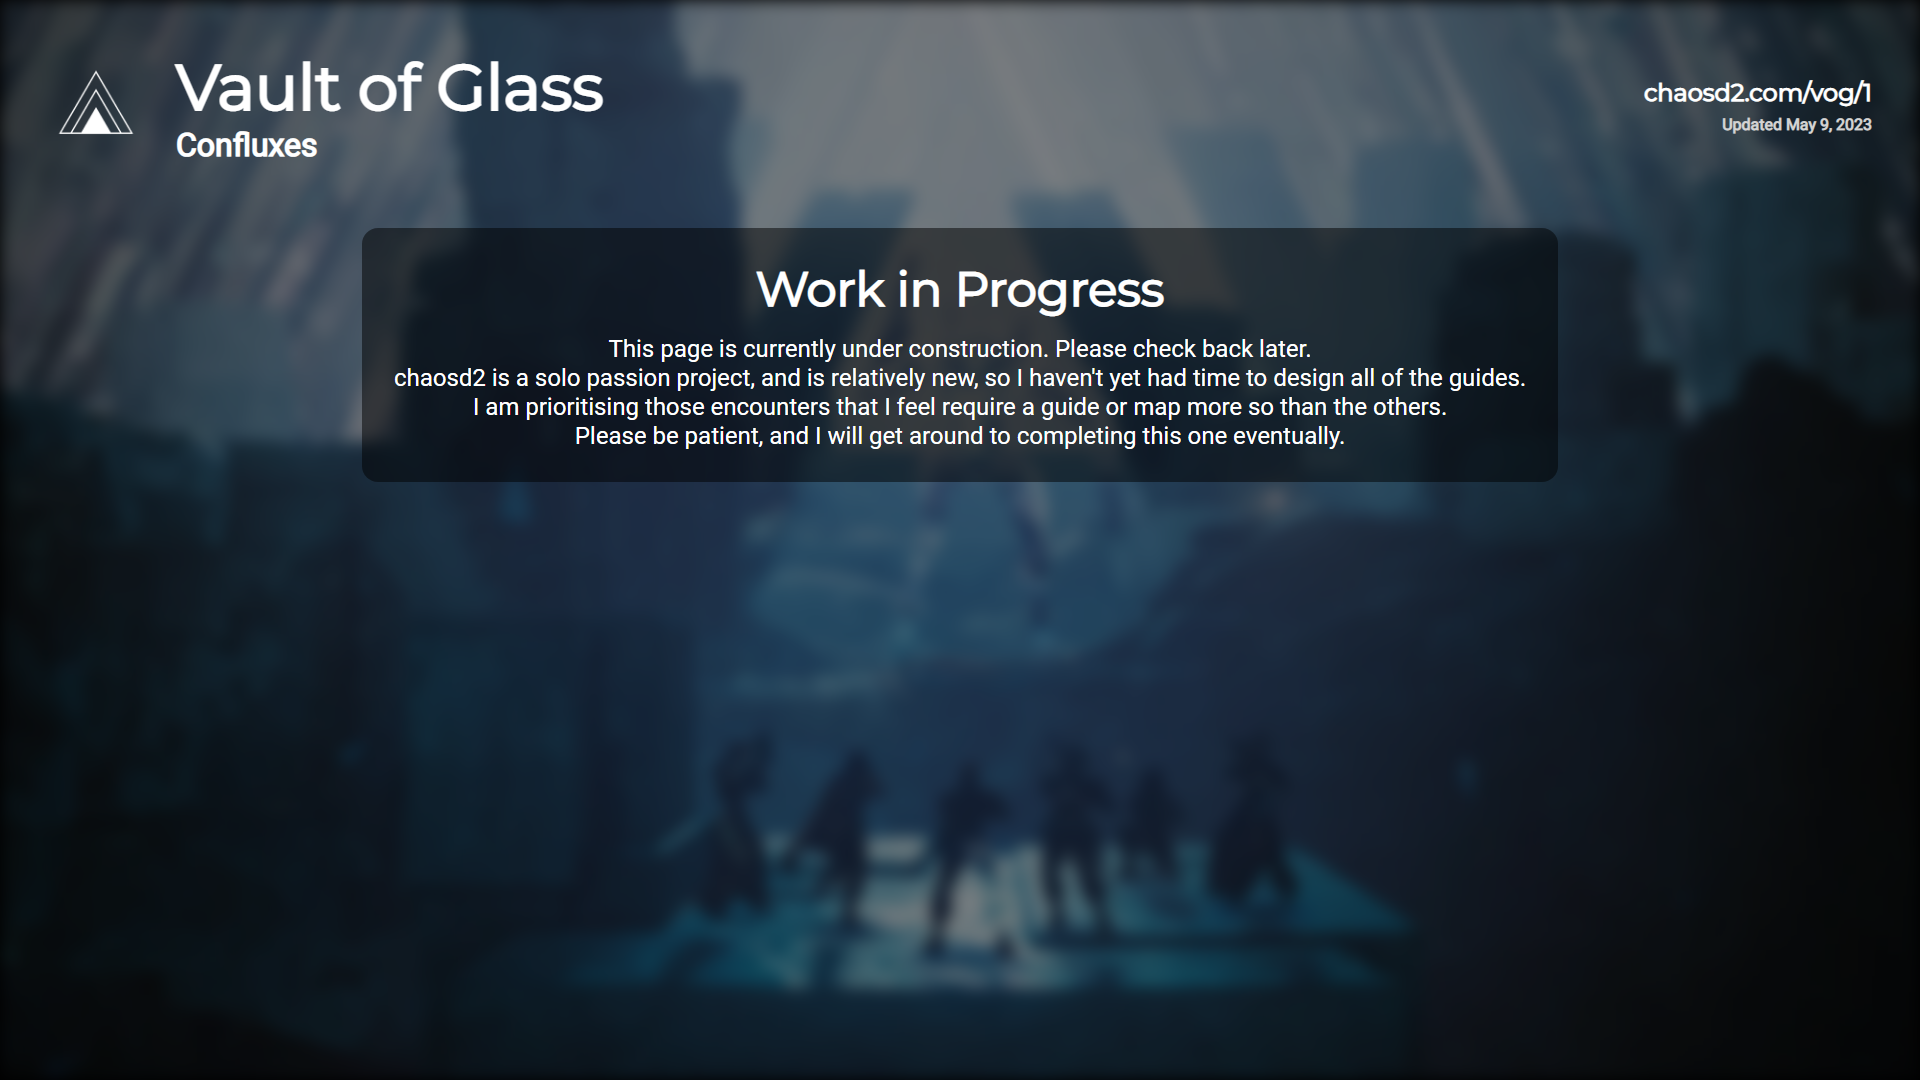 Vault of Glass
Confluxes
chaosd2.com/vog/1
Updated May 9, 2023
Work in Progress
This page is currently under construction. Please check back later.
chaosd2 is a solo passion project, and is relatively new, so I haven't yet had time to design all of the guides.
I am prioritising those encounters that I feel require a guide or map more so than the others.
Please be patient, and I will get around to completing this one eventually.